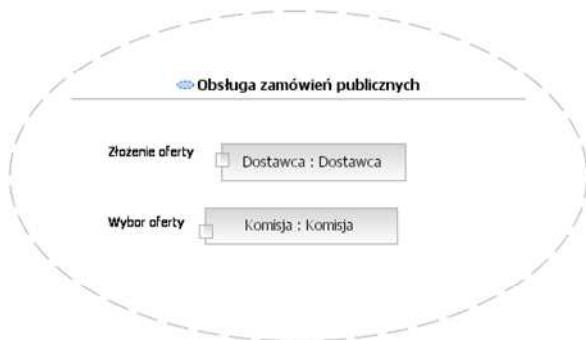 Obsługa zamówień publicznych
Złożenie oferty
Dostawca : Dostawca
Wybor oferty
Komisja : Komisja